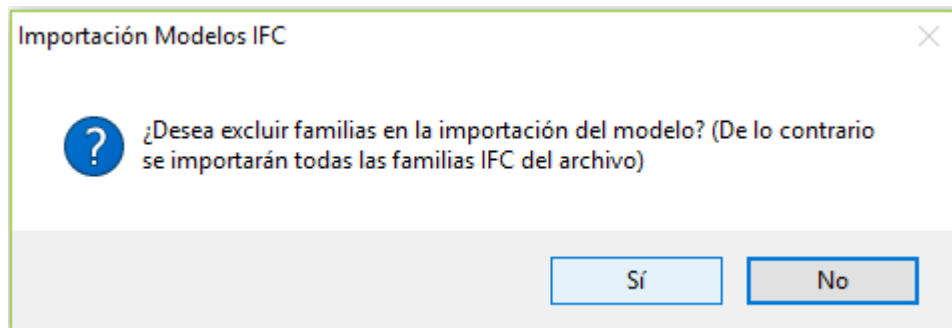 Importación Modelos IFC
¿Desea excluir familias en la importación del modelo? (De lo contrario
se importarán todas las familias IFC del archivo)
Sí
No